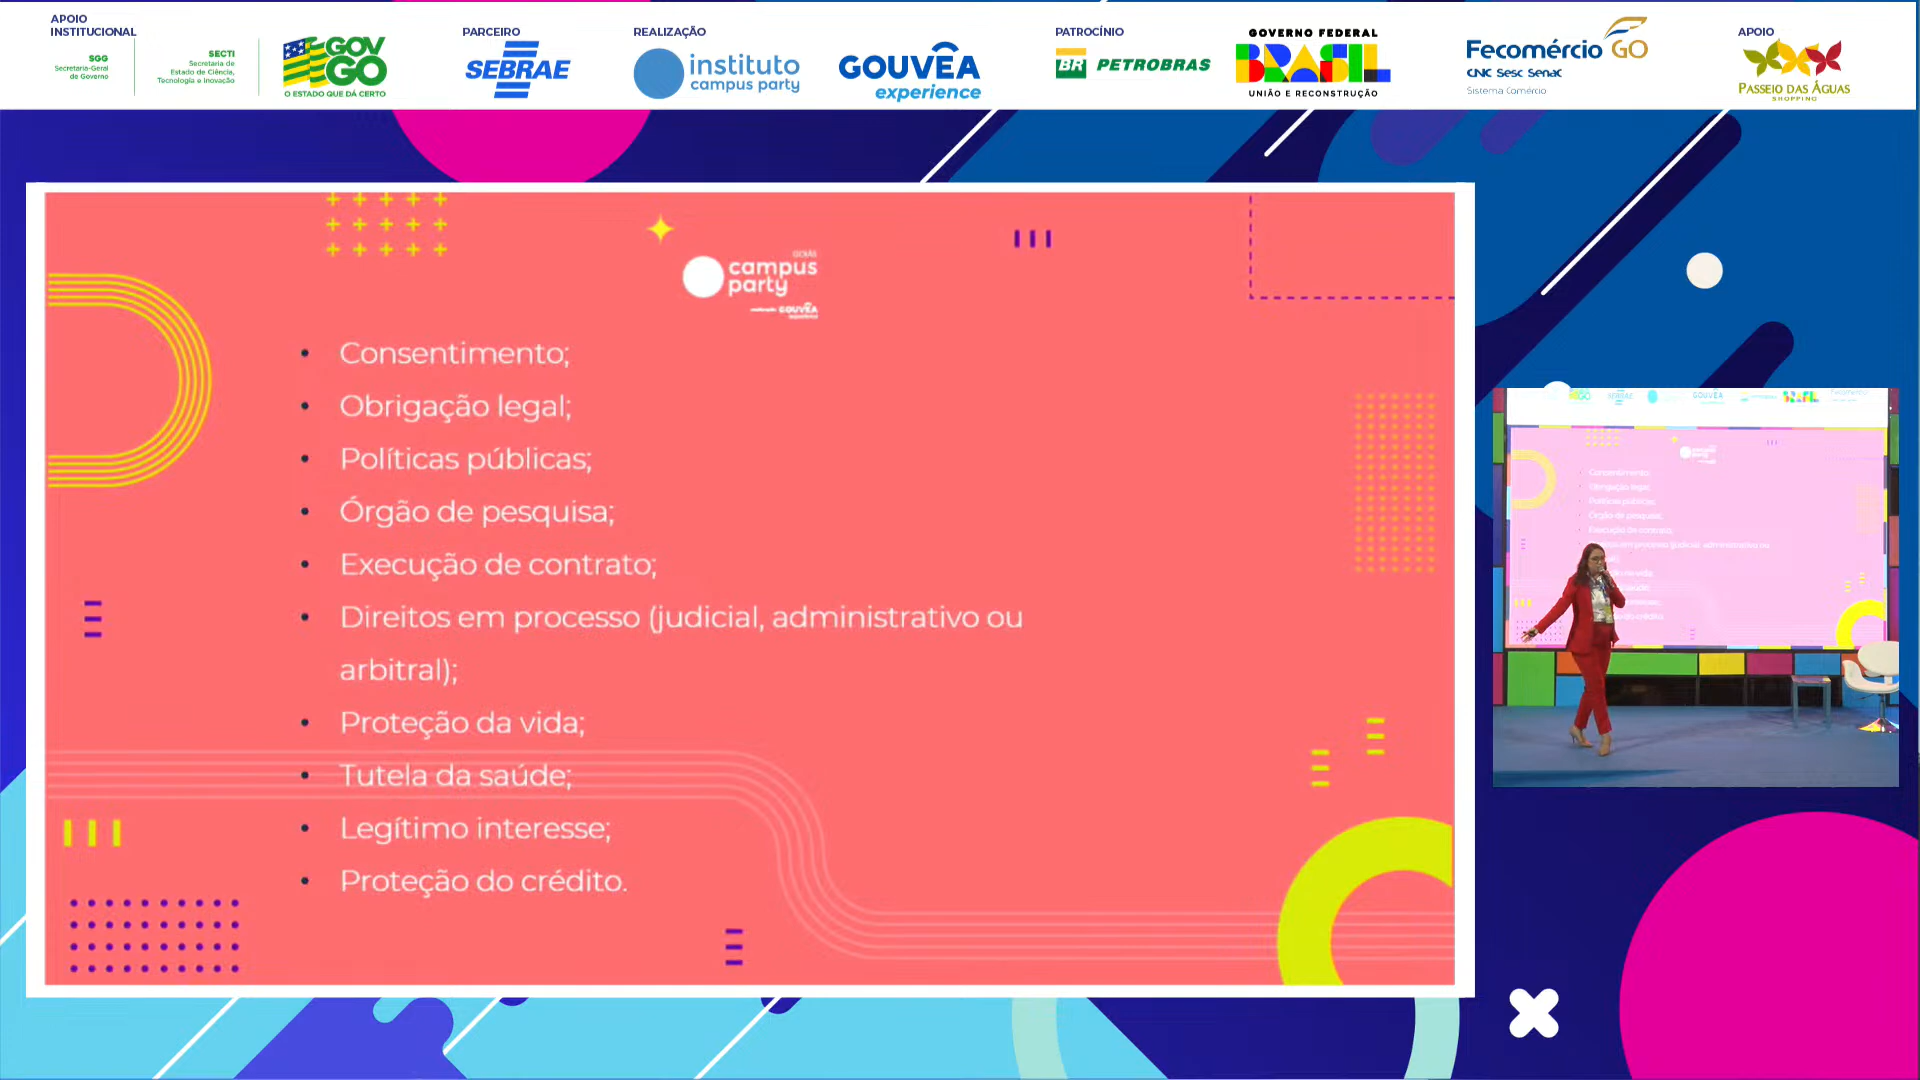 APOIO
INSTITUCIONAL
SGG
Secretaria-Geral
de Governo
SECTI
Secretaria de
Estado de Ciência,
Tecnologia e Inovação
GOV
GO
O ESTADO QUE DÁ CERTO
PARCEIRO
SEBRAE
REALIZAÇÃO
instituto
campus party
GOUVÊA
experience
PATROCÍNIO
BR PETROBRAS
GOVERNO FEDERAL
BRASIL
UNIÃO E RECONSTRUÇÃO
Fecomércio GO
CNC Sesc Senac
Sistema Comércio
APOIO
PASSEIO DAS ÁGUAS
SHOPPING
GOIÁS
campus
party
GOUVÊA
experience
• Consentimento;
• Obrigação legal;
• Políticas públicas;
• Órgão de pesquisa;
• Execução de contrato;
• Direitos em processo (judicial, administrativo ou
arbitral);
• Proteção da vida;
• Tutela da saúde;
• Legítimo interesse;
• Proteção do crédito.